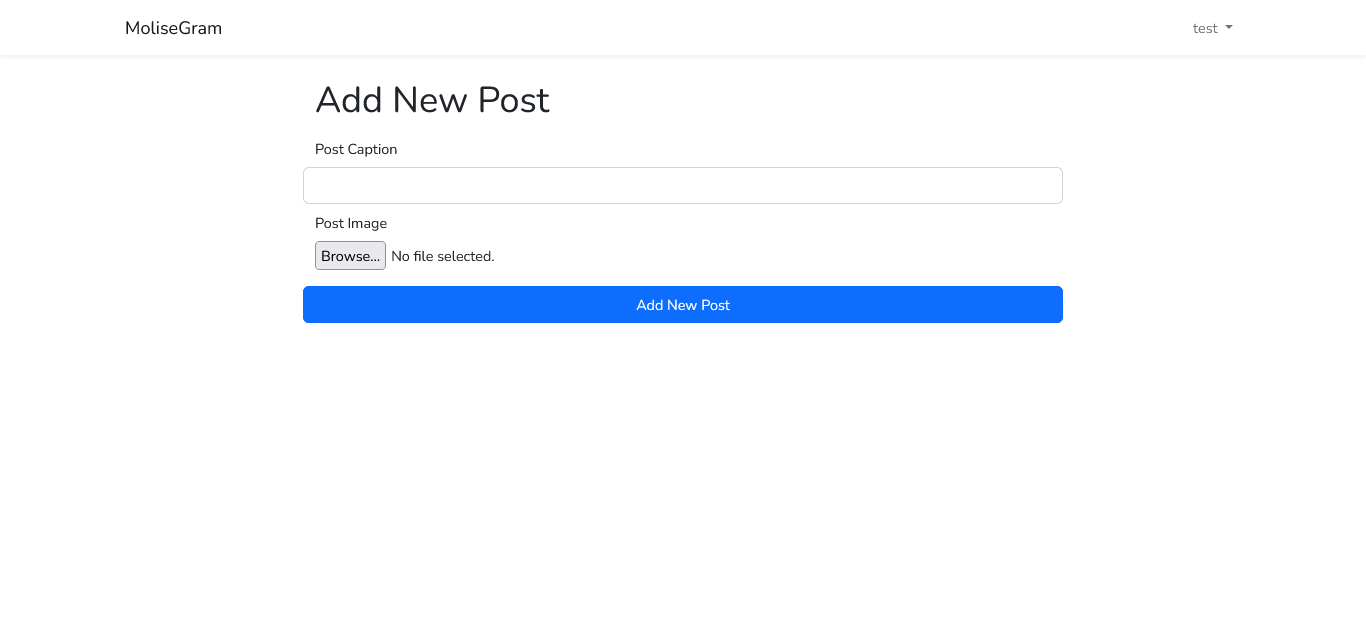 MoliseGram
test
Add New Post
Post Caption
Post Image
Browse... No file selected.
Add New Post